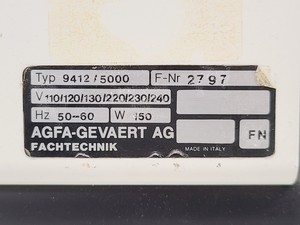 Typ 9412/5000 F-Nr 2797
V 110/120/130/220/230/240
Hz 50-60 W 150
AGFA-GEVAERT AG
FACHTECHNIK MADE IN ITALY FN